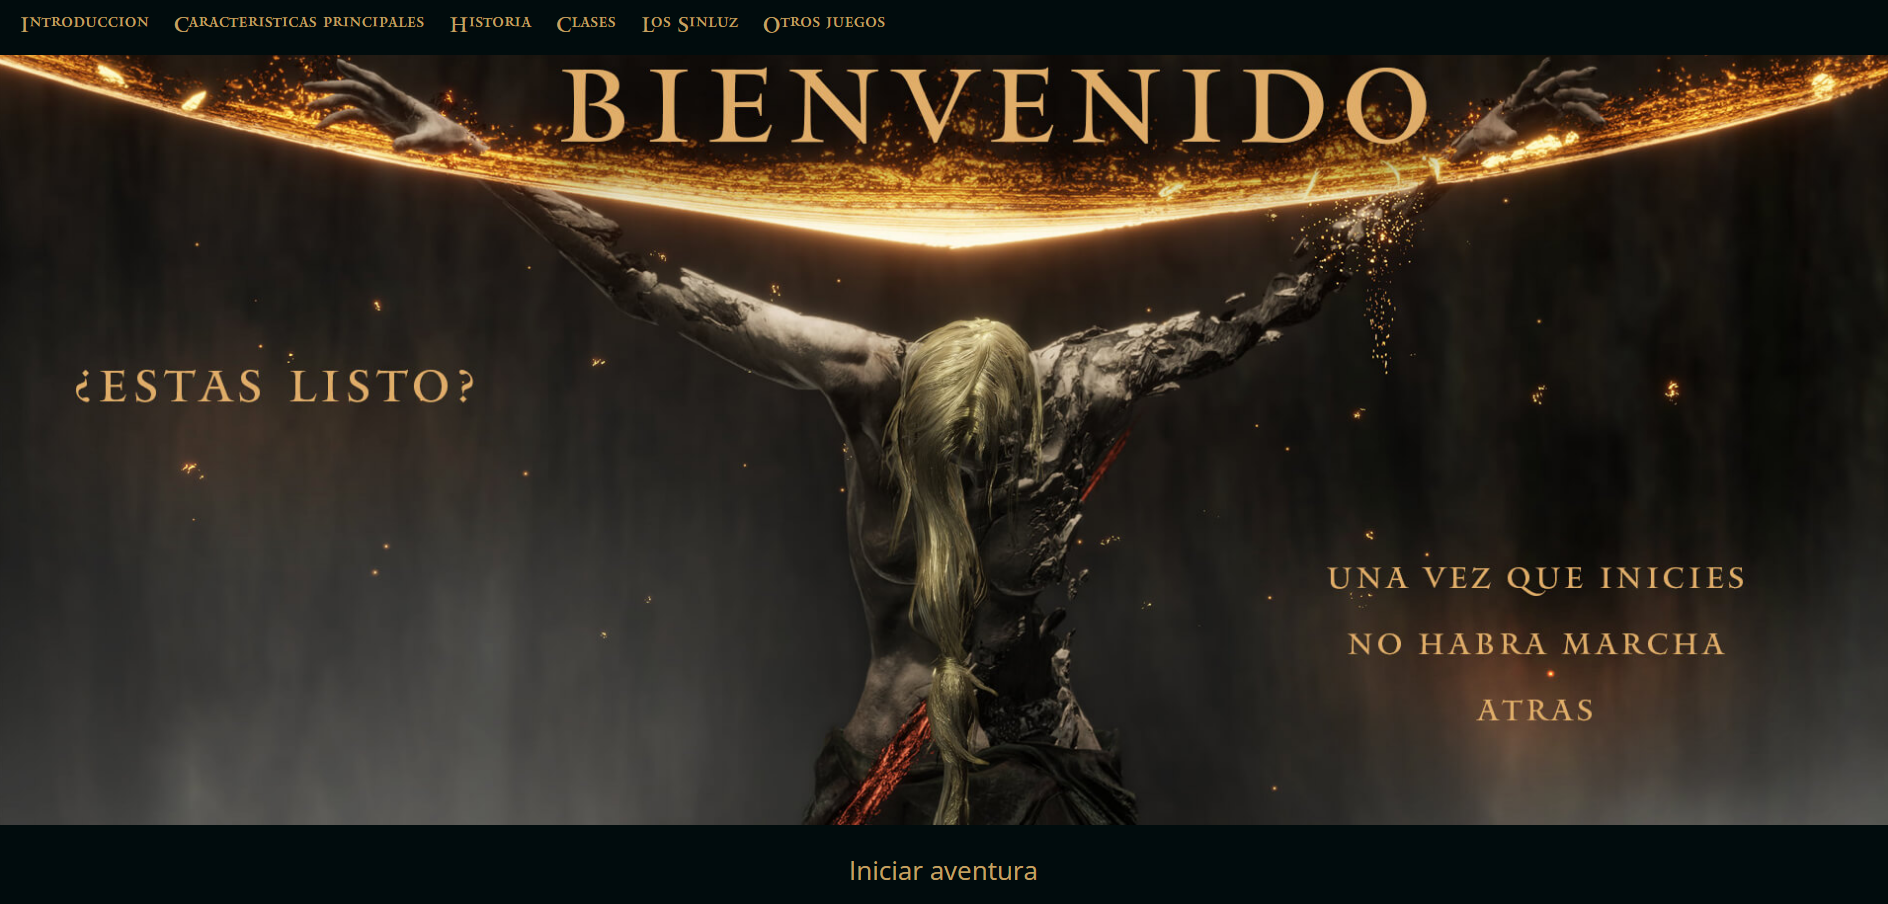 Introduccion Caracteristicas principales Historia Clases Los Sinluz Otros juegos
BIENVENIDO
¿ESTAS LISTO?
UNA VEZ QUE INICIES
NO HABRA MARCHA
ATRAS
Iniciar aventura